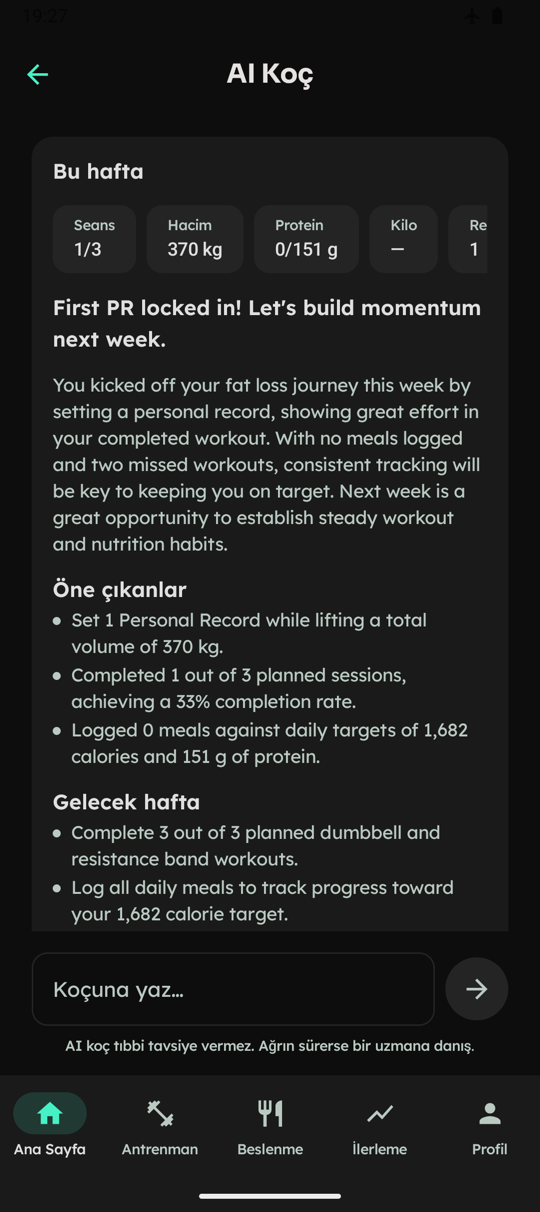 19:27
AI Koç
Bu hafta
Seans
1/3
Hacim
370 kg
Protein
0/151 g
Kilo
—
Re
1
First PR locked in! Let's build momentum
next week.
You kicked off your fat loss journey this week by
setting a personal record, showing great effort in
your completed workout. With no meals logged
and two missed workouts, consistent tracking will
be key to keeping you on target. Next week is a
great opportunity to establish steady workout
and nutrition habits.
Öne çıkanlar
Set 1 Personal Record while lifting a total
volume of 370 kg.
Completed 1 out of 3 planned sessions,
achieving a 33% completion rate.
Logged 0 meals against daily targets of 1,682
calories and 151 g of protein.
Gelecek hafta
Complete 3 out of 3 planned dumbbell and
resistance band workouts.
Log all daily meals to track progress toward
your 1,682 calorie target.
Koçuna yaz…
AI koç tıbbi tavsiye vermez. Ağrın sürerse bir uzmana danış.
Ana Sayfa
Antrenman
Beslenme
İlerleme
Profil